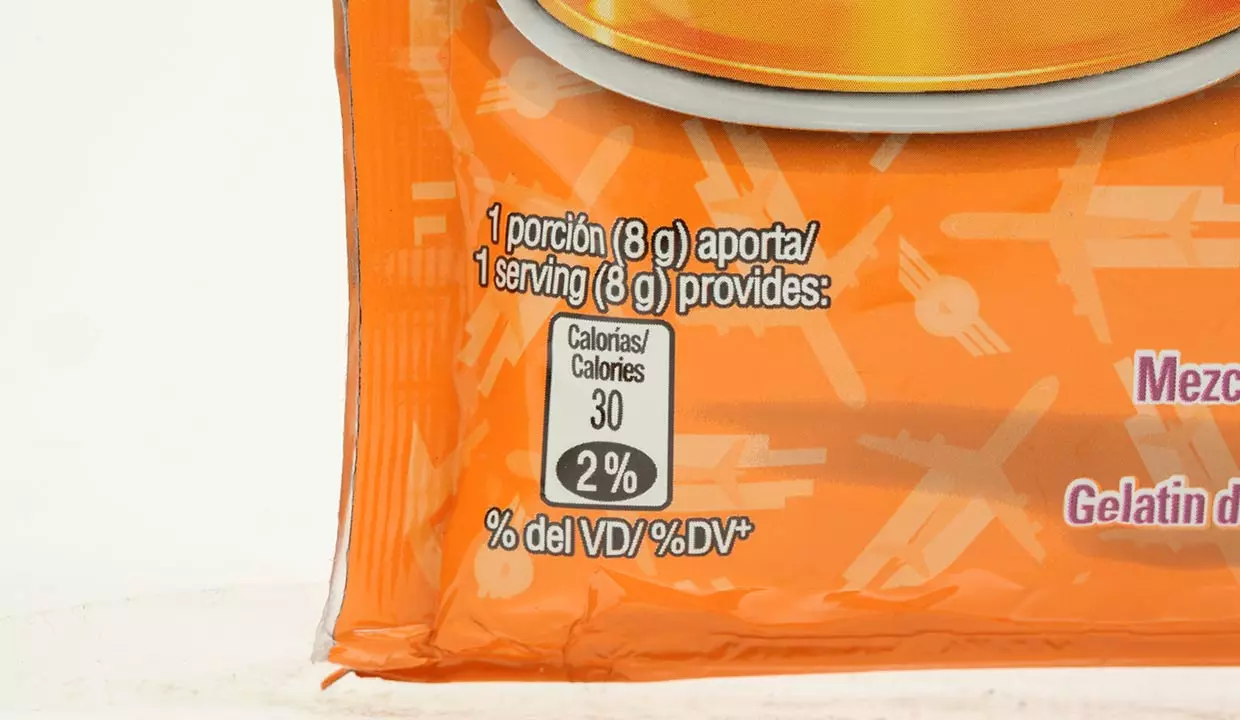 1 porción (8 g) aporta/
1 serving (8 g) provides:
Calorías/
Calories
30
2%
% del VD/ %DV+
Mezc
Gelatin d